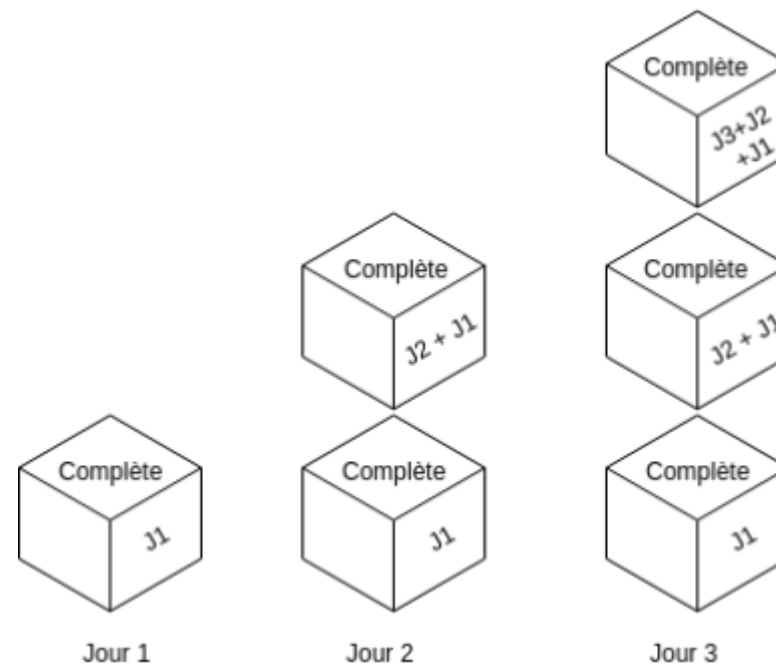 Complète
J3+J2
+J1
Complète
J2 + J1
Complète
J2 + J1
Complète
J1
Complète
J1
Complète
J1
Jour 1
Jour 2
Jour 3